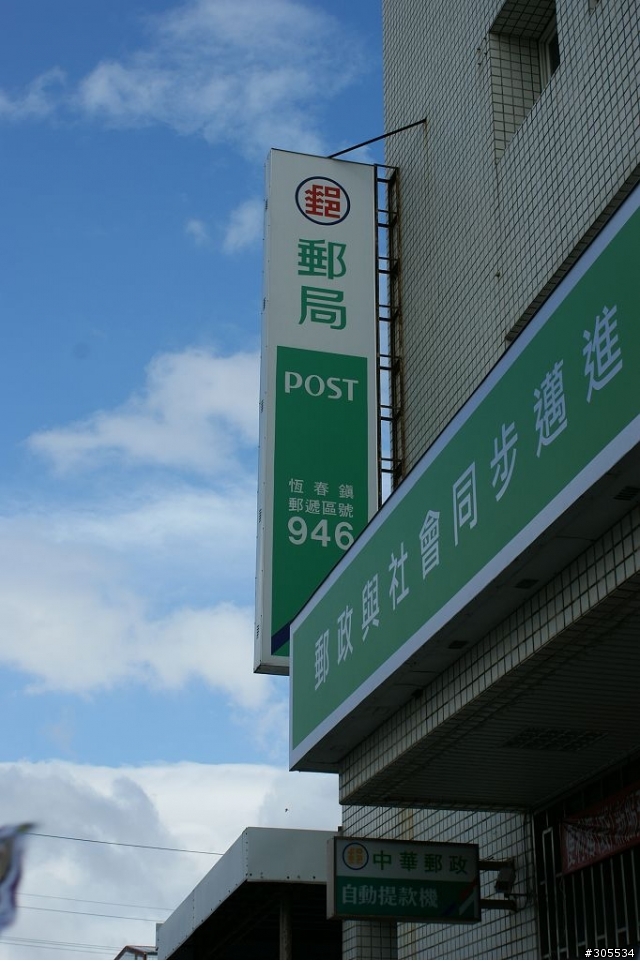 郵
郵局
POST
恆春鎮
郵遞區號
946
郵政與社會同步邁進
中華郵政
自動提款機
#305534